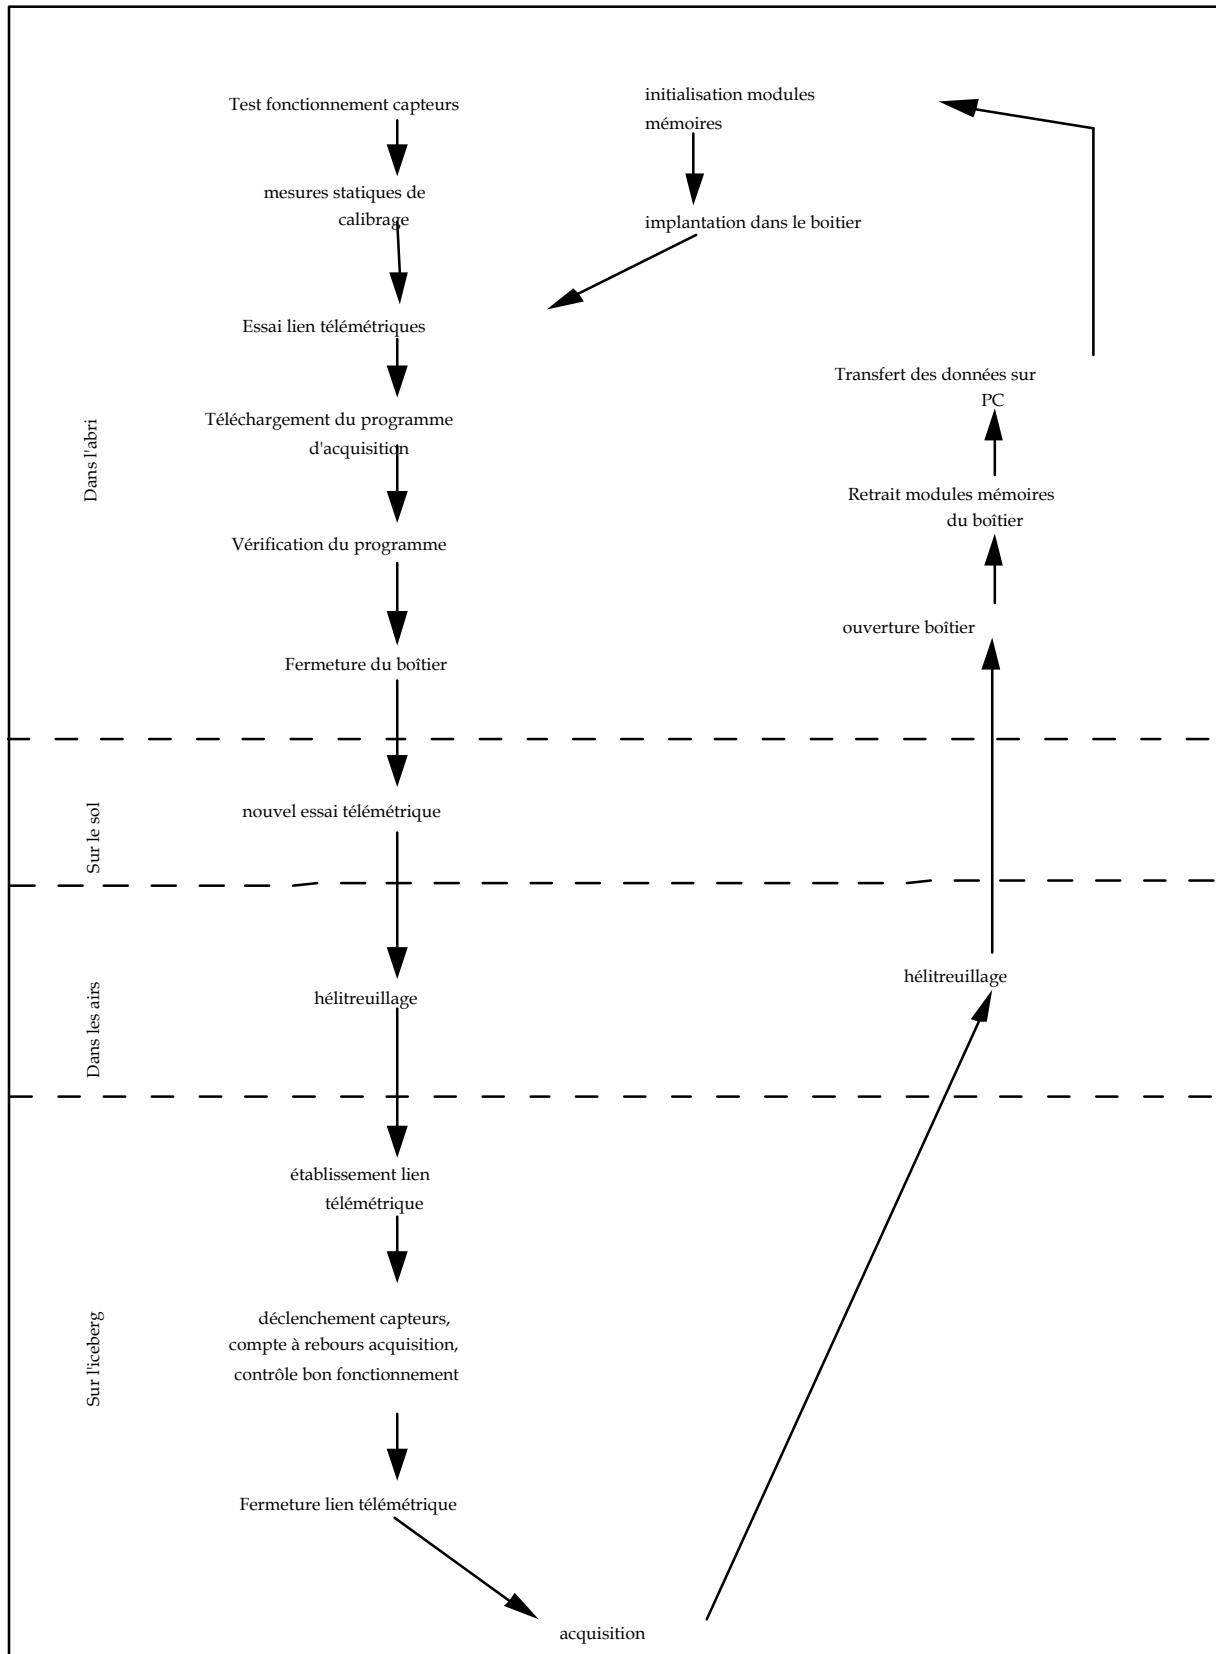 Test fonctionnement capteurs
mesures statiques de
calibrage
Essai lien télémétriques
Téléchargement du programme
d'acquisition
Vérification du programme
Fermeture du boîtier
initialisation modules
mémoires
implantation dans le boitier
Transfert des données sur
PC
Retrait modules mémoires
du boîtier
ouverture boîtier
Dans l'abri
nouvel essai télémétrique
Sur le sol
hélitreuillage
hélitreuillage
Dans les airs
établissement lien
télémétrique
déclenchement capteurs,
compte à rebours acquisition,
contrôle bon fonctionnement
Fermeture lien télémétrique
acquisition
Sur l'iceberg